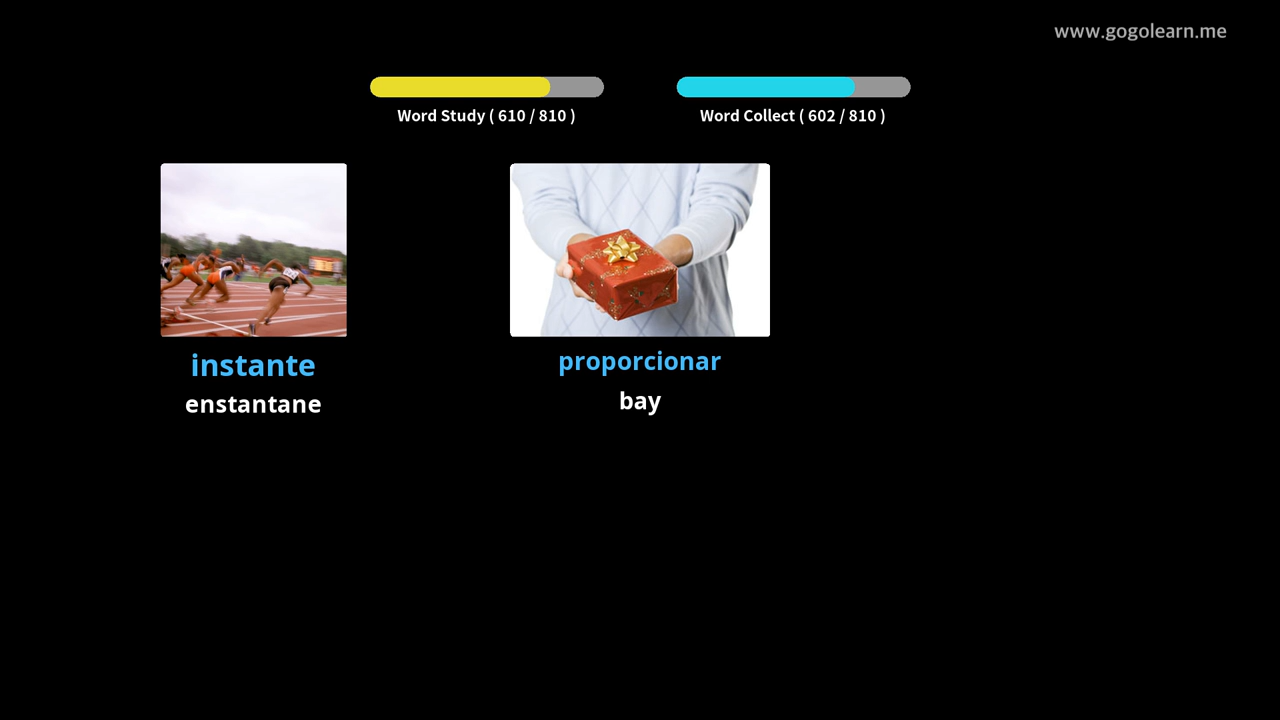 www.gogolearn.me
Word Study ( 610 / 810 )
Word Collect ( 602 / 810 )
instante
enstantane
proporcionar
bay